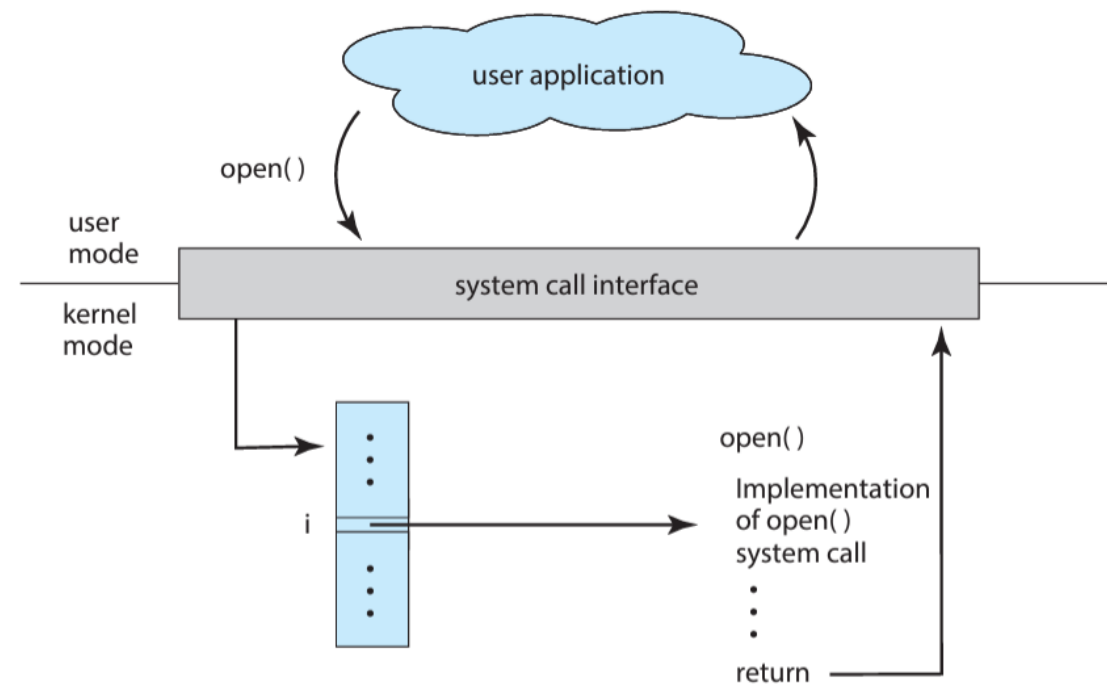 user application
open( )
user
mode
system call interface
kernel
mode
open( )
Implementation
of open( )
system call
i
return